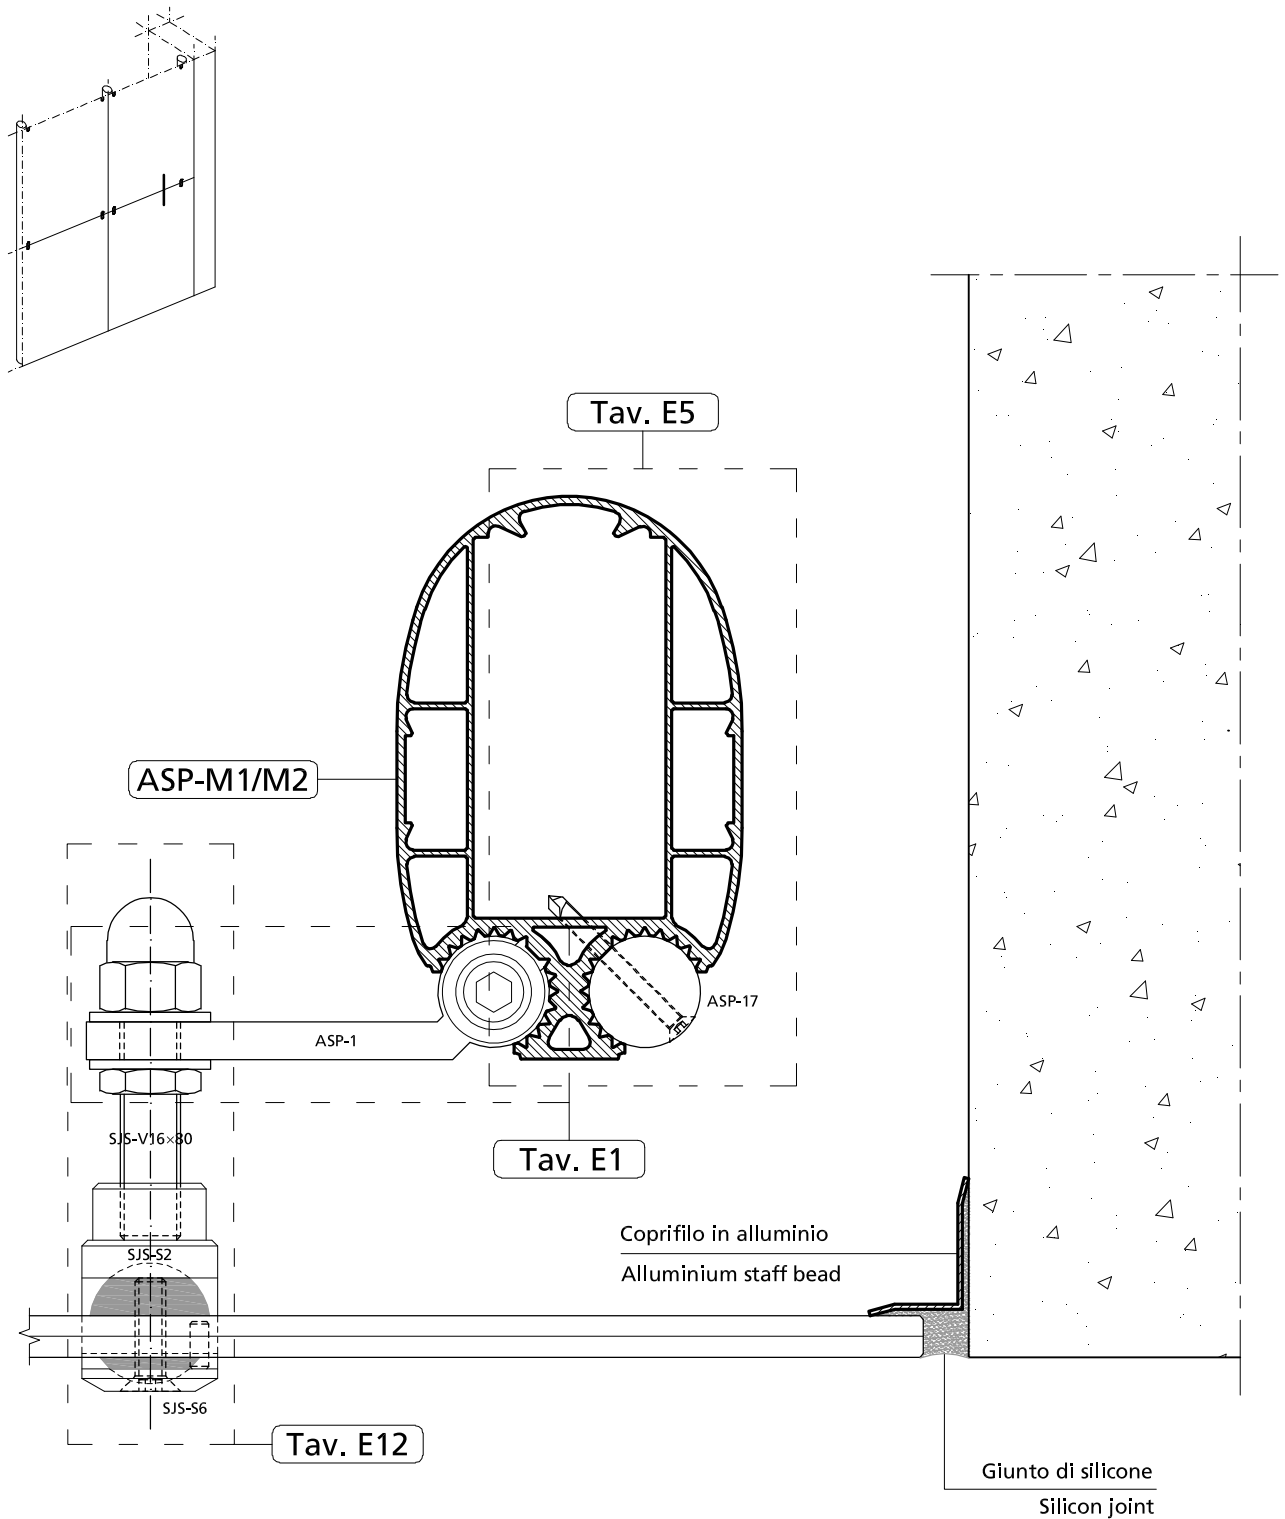 Tav. E5
ASP-M1/M2
ASP-17
ASP-1
SJS-V16×80
Tav. E1
Coprifilo in alluminio
Alluminium staff bead
SJS-S2
SJS-S6
Tav. E12
Giunto di silicone
Silicon joint